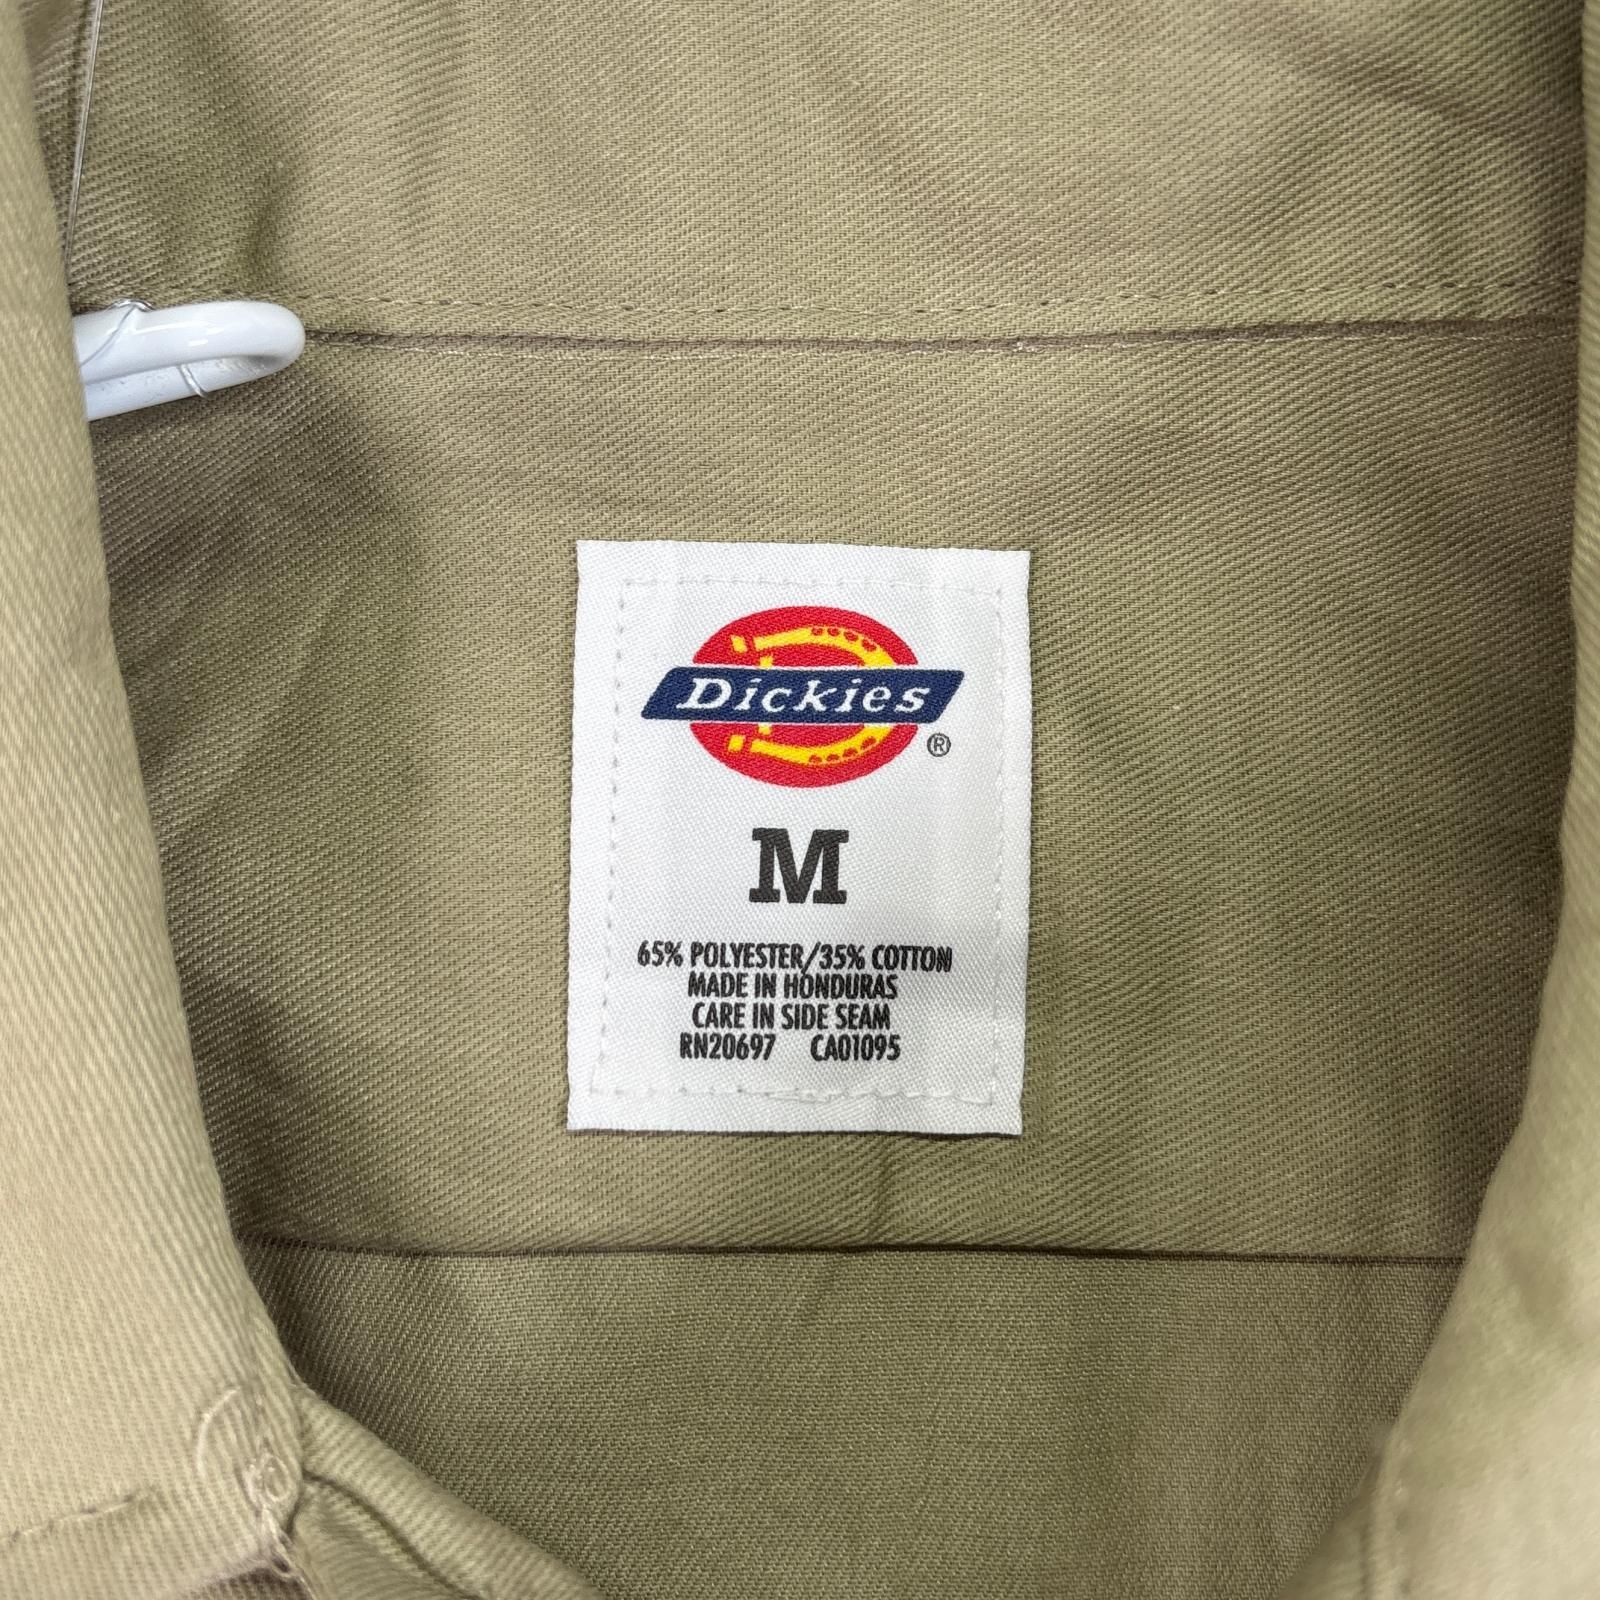 Dickies
®
M
65% POLYESTER/35% COTTON
MADE IN HONDURAS
CARE IN SIDE SEAM
RN20697 CA01095